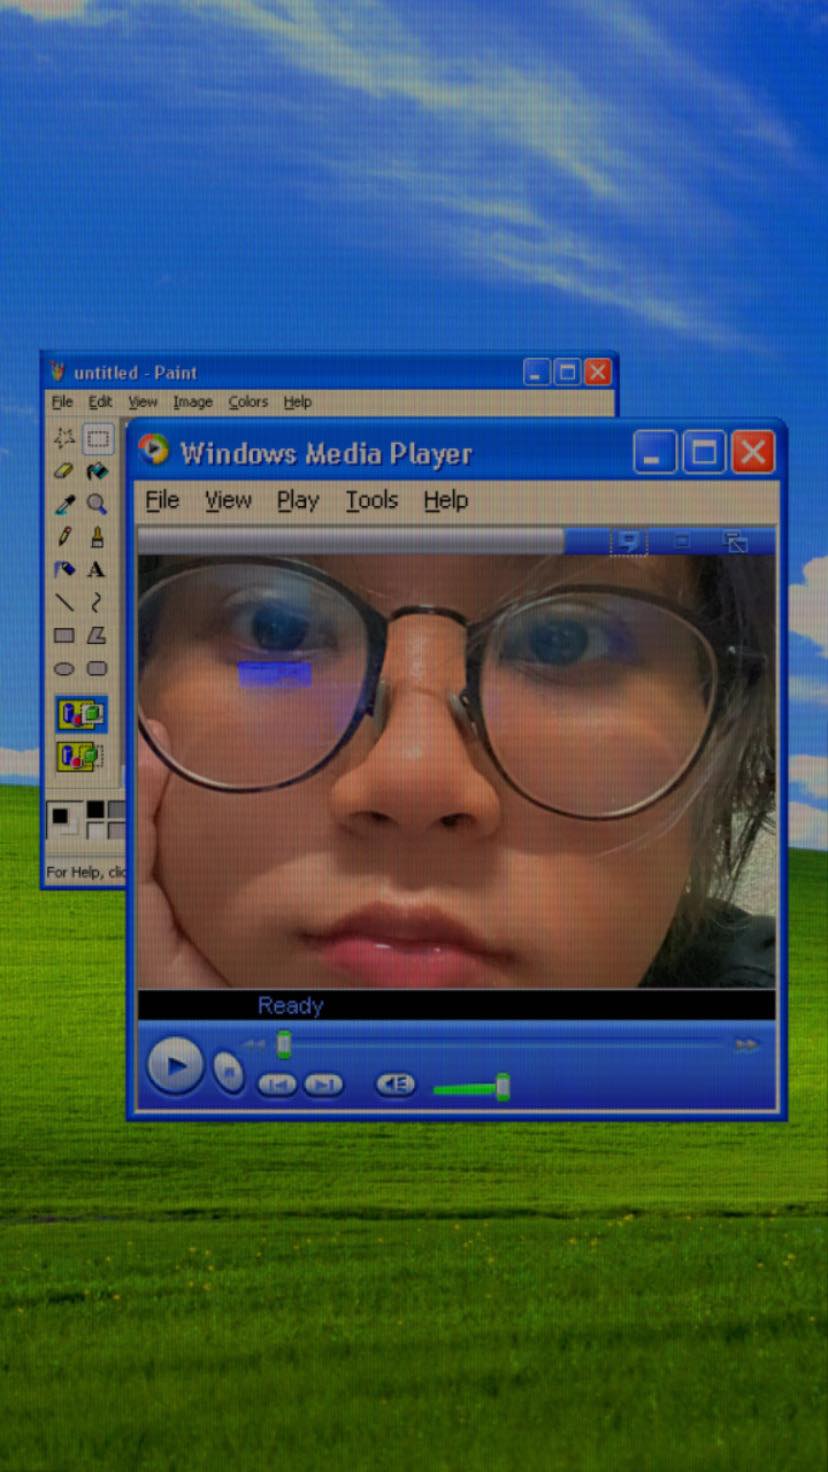 untitled - Paint
File Edit View Image Colors Help
Windows Media Player
File View Play Tools Help
For Help, clic
Ready